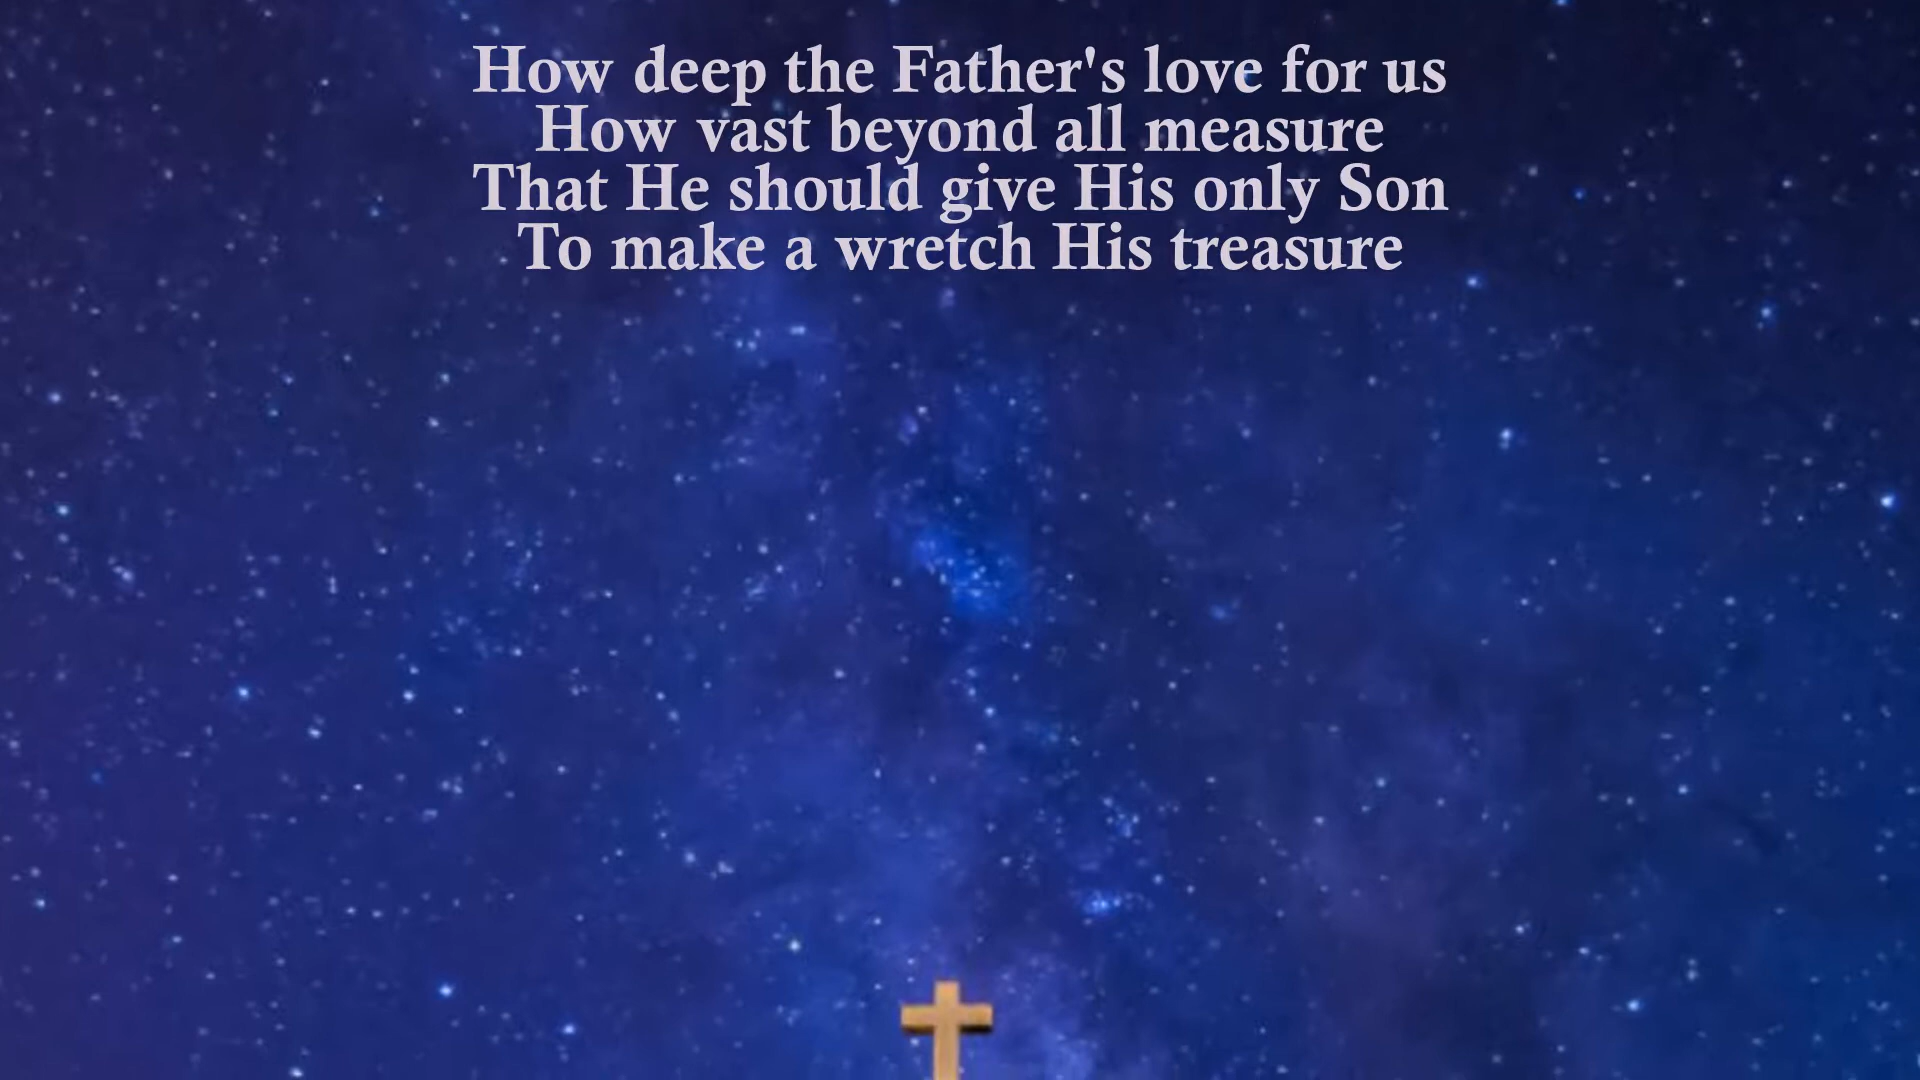 How deep the Father's love for us
How vast beyond all measure
That He should give His only Son
To make a wretch His treasure